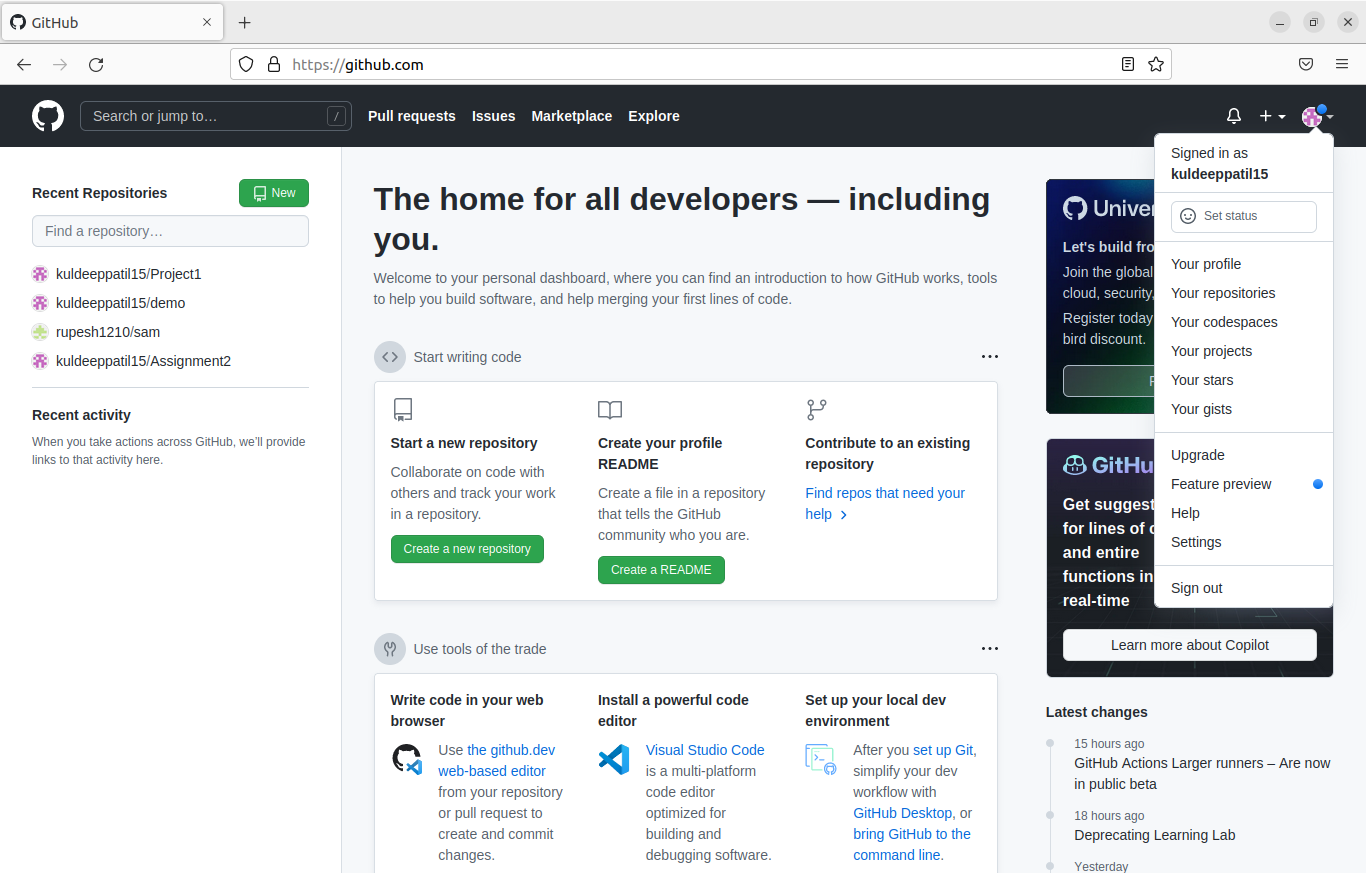 GitHub
https://github.com
Search or jump to…
/
Pull requests
Issues
Marketplace
Explore
Signed in as
kuldeeppatil15
Set status
Your profile
Your repositories
Your codespaces
Your projects
Your stars
Your gists
Upgrade
Feature preview
Help
Settings
Sign out
Recent Repositories
New
Find a repository…
kuldeeppatil15/Project1
kuldeeppatil15/demo
rupesh1210/sam
kuldeeppatil15/Assignment2
Recent activity
When you take actions across GitHub, we’ll provide
links to that activity here.
The home for all developers — including
you.
Welcome to your personal dashboard, where you can find an introduction to how GitHub works, tools
to help you build software, and help merging your first lines of code.
Start writing code
Start a new repository
Collaborate on code with
others and track your work
in a repository.
Create a new repository
Create your profile
README
Create a file in a repository
that tells the GitHub
community who you are.
Create a README
Contribute to an existing
repository
Find repos that need your
help
Use tools of the trade
Write code in your web
browser
Use the github.dev
web-based editor
from your repository
or pull request to
create and commit
changes.
Install a powerful code
editor
Visual Studio Code
is a multi-platform
code editor
optimized for
building and
debugging software.
Set up your local dev
environment
After you set up Git,
simplify your dev
workflow with
GitHub Desktop, or
bring GitHub to the
command line.
Let's build
Join the global
cloud, security,
Register today
bird discount.
Get
for lines of
and entire
functions in
real-time
Learn more about Copilot
Latest changes
15 hours ago
GitHub Actions Larger runners – Are now
in public beta
18 hours ago
Deprecating Learning Lab
Yesterday